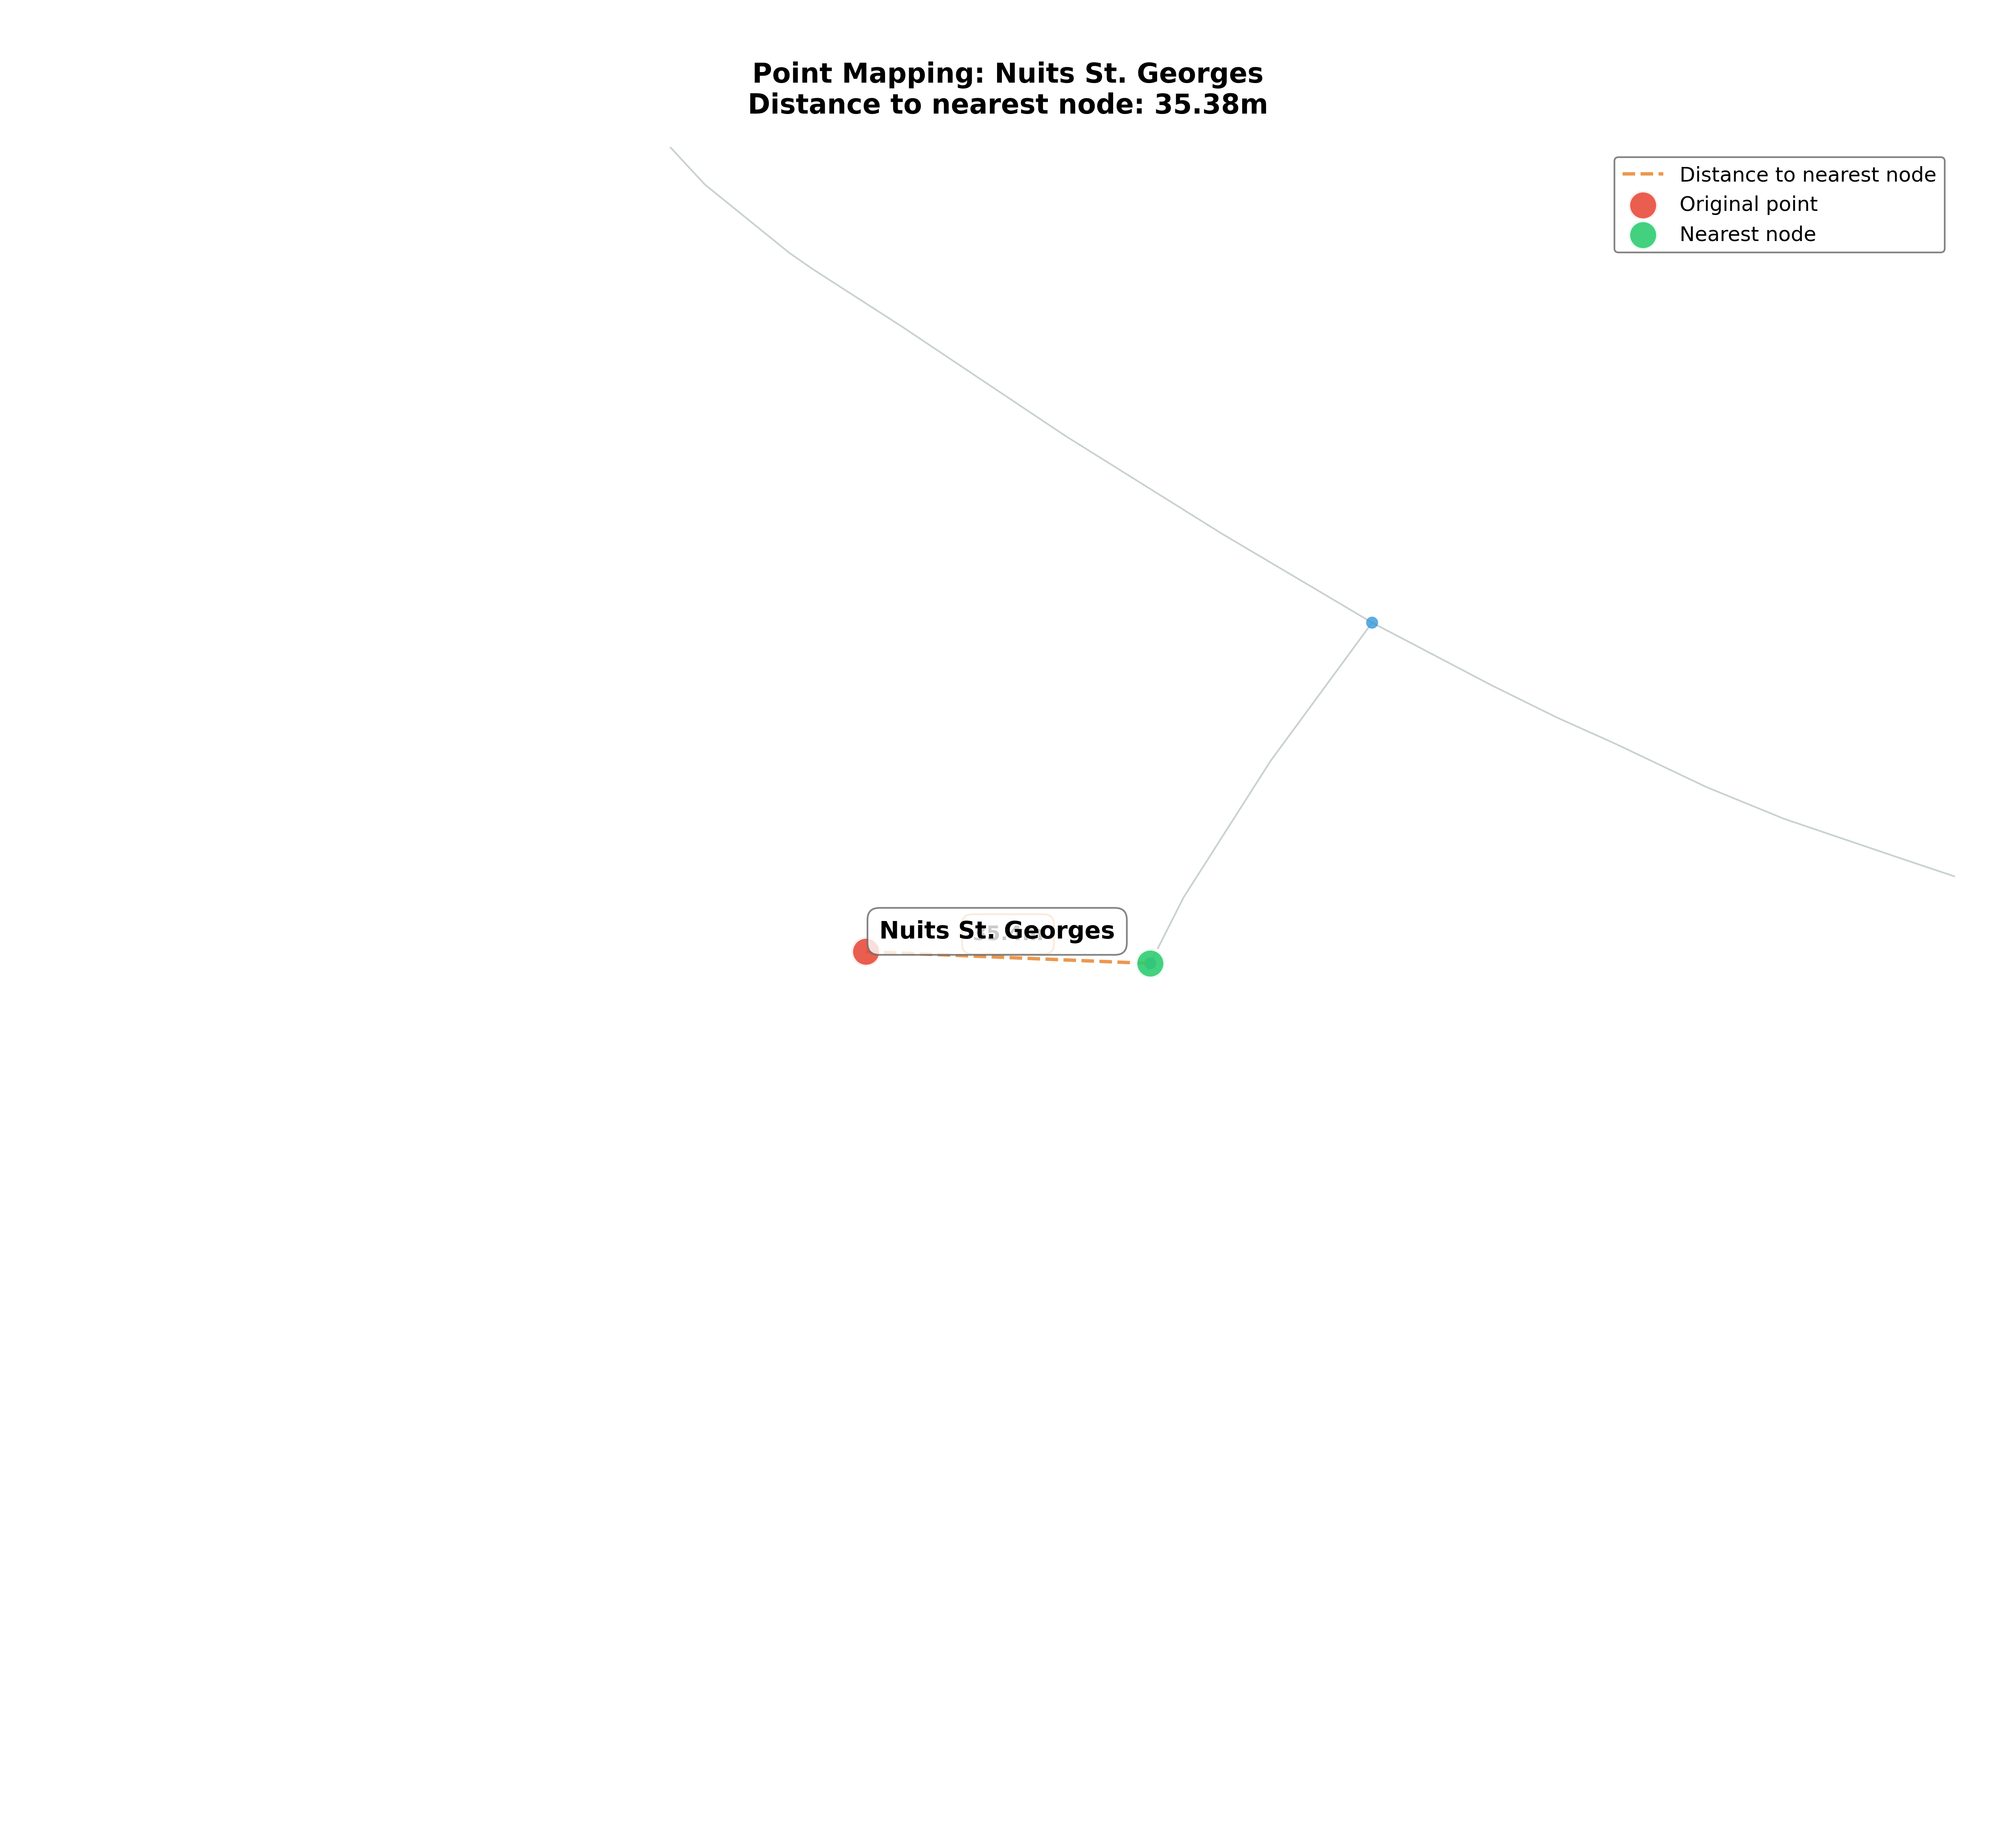 Point Mapping: Nuits St. Georges
Distance to nearest node: 35.38m
Distance to nearest node
Original point
Nearest node
Nuits St. Georges